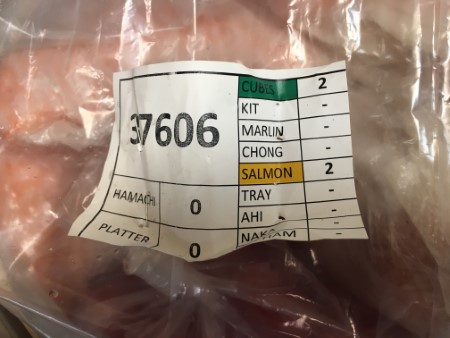 CUBES 2
KIT -
MARLIN -
37606
CHONG -
SALMON 2
HAMACHI 0
TRAY -
AHI -
PLATTER 0
-